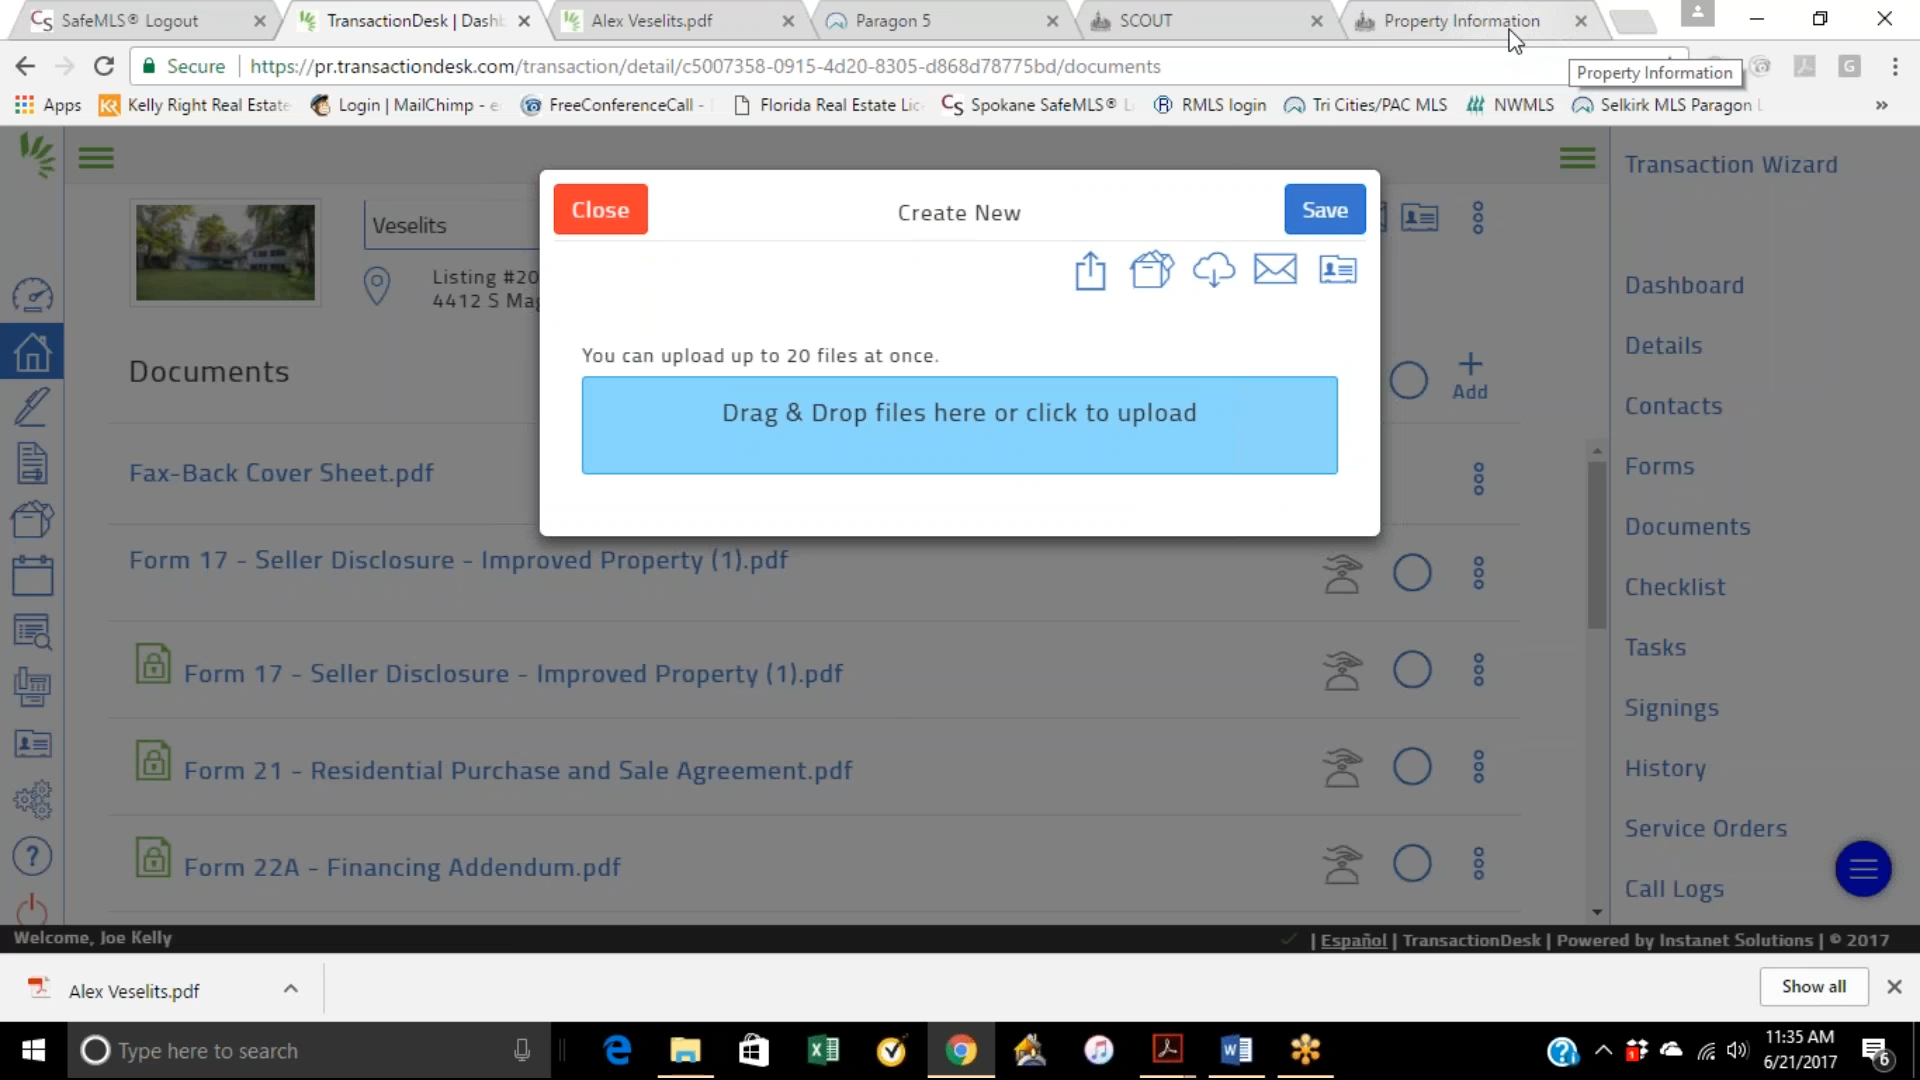 SafeMLS® Logout
TransactionDesk | Dashb
Alex Veselits.pdf
Paragon 5
SCOUT
Property Information
Secure
https://pr.transactiondesk.com/transaction/detail/c5007358-0915-4d20-8305-d868d78775bd/documents
Property Information
Apps
Kelly Right Real Estate
Login | MailChimp - e
FreeConferenceCall -
Florida Real Estate Lic
Spokane SafeMLS® L
RMLS login
Tri Cities/PAC MLS
NWMLS
Selkirk MLS Paragon L
»
Transaction Wizard
Veselits
Listing #20
4412 S Mag
Close
Create New
Save
You can upload up to 20 files at once.
Drag & Drop files here or click to upload
Documents
Add
Fax-Back Cover Sheet.pdf
Form 17 - Seller Disclosure - Improved Property (1).pdf
Form 17 - Seller Disclosure - Improved Property (1).pdf
Form 21 - Residential Purchase and Sale Agreement.pdf
Form 22A - Financing Addendum.pdf
Dashboard
Details
Contacts
Forms
Documents
Checklist
Tasks
Signings
History
Service Orders
Call Logs
Welcome, Joe Kelly
| Español | TransactionDesk | Powered by Instanet Solutions | © 2017
Alex Veselits.pdf
Show all
Type here to search
11:35 AM
6/21/2017
6